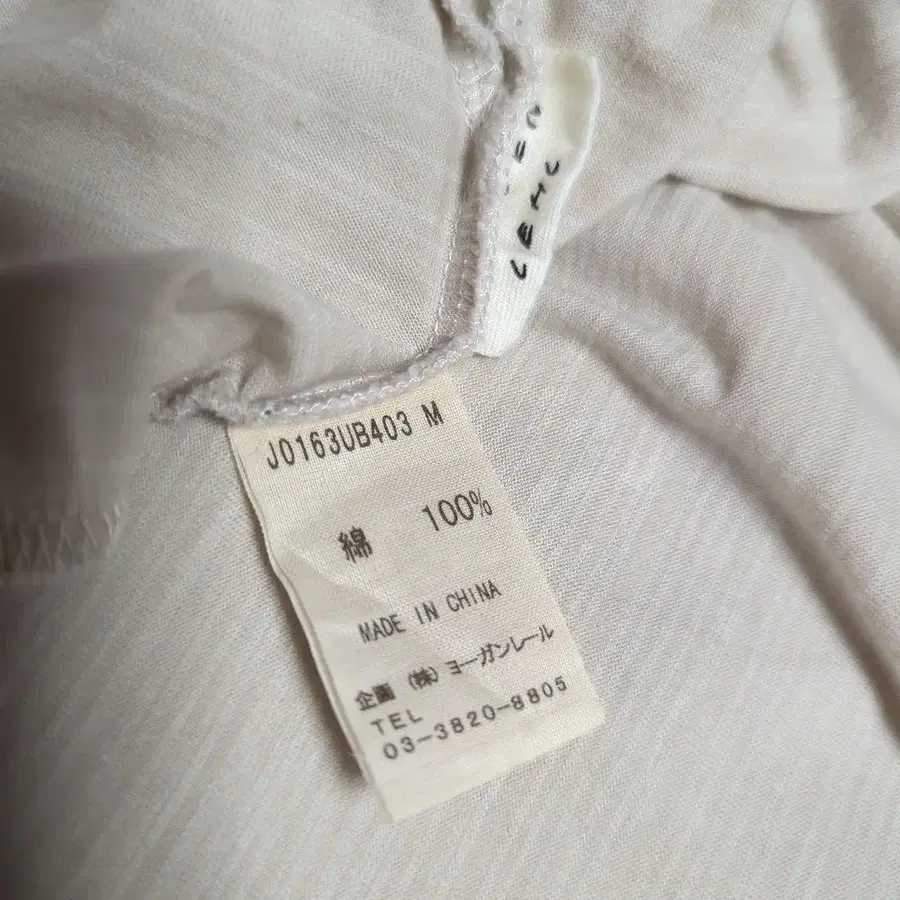 J0163UB403 M
綿 100%
MADE IN CHINA
企画 (株) ヨーガンレール
TEL
03-3820-8805